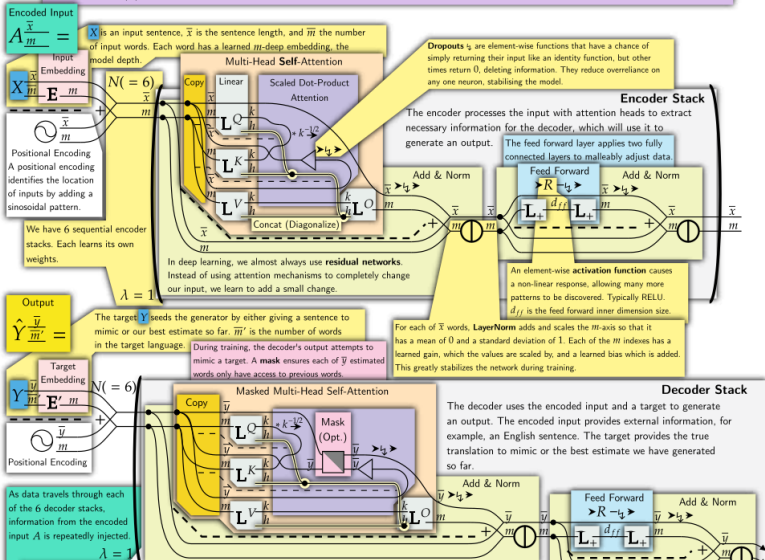 Encoded Input
A x̅ m =
X is an input sentence, x̅ is the sentence length, and m̅ the number
of input words. Each word has a learned m-deep embedding, the
model depth.
Input
Embedding
X x̅ m̅ E m
N(= 6)
x̅
m
+
x̅
m
Positional Encoding
A positional encoding
identifies the location
of inputs by adding a
sinosoidal pattern.
We have 6 sequential encoder
stacks. Each learns its own
weights.
λ = 1
Multi-Head Self-Attention
Copy
Linear
Scaled Dot-Product
Attention
L Q
L K
L V
L O
* k -1/2
Concat (Diagonalize)
Dropouts are element-wise functions that have a chance of
simply returning their input like an identity function, but other
times return 0, deleting information. They reduce overreliance on
any one neuron, stabilising the model.
Encoder Stack
The encoder processes the input with attention heads to extract
necessary information for the decoder, which will use it to
generate an output.
The feed forward layer applies two fully
connected layers to malleably adjust data.
Add & Norm
Feed Forward
R
L+ d ff L+
Add & Norm
In deep learning, we almost always use residual networks.
Instead of using attention mechanisms to completely change
our input, we learn to add a small change.
An element-wise activation function causes
a non-linear response, allowing many more
patterns to be discovered. Typically RELU.
d ff is the feed forward inner dimension size.
Output
Ŷ y̅ m̅′ =
The target Y seeds the generator by either giving a sentence to
mimic or our best estimate so far. m̅′ is the number of words
in the target language.
During training, the decoder's output attempts to
mimic a target. A mask ensures each of y̅ estimated
words only have access to previous words.
For each of x̅ words, LayerNorm adds and scales the m-axis so that it
has a mean of 0 and a standard deviation of 1. Each of the m indexes has a
learned gain, which the values are scaled by, and a learned bias which is added.
This greatly stabilizes the network during training.
Target
Embedding
Y y̅ m̅′ E′ m
N(= 6)
+
y̅
m
Positional Encoding
As data travels through each
of the 6 decoder stacks,
information from the encoded
input A is repeatedly injected.
λ = 1
Masked Multi-Head Self-Attention
Copy
L Q
L K
L V
L O
* k -1/2
Mask
(Opt.)
Decoder Stack
The decoder uses the encoded input and a target to generate
an output. The encoded input provides external information, for
example, an English sentence. The target provides the true
translation to mimic or the best estimate we have generated
so far.
Add & Norm
Feed Forward
R
L+ d ff L+
Add & Norm